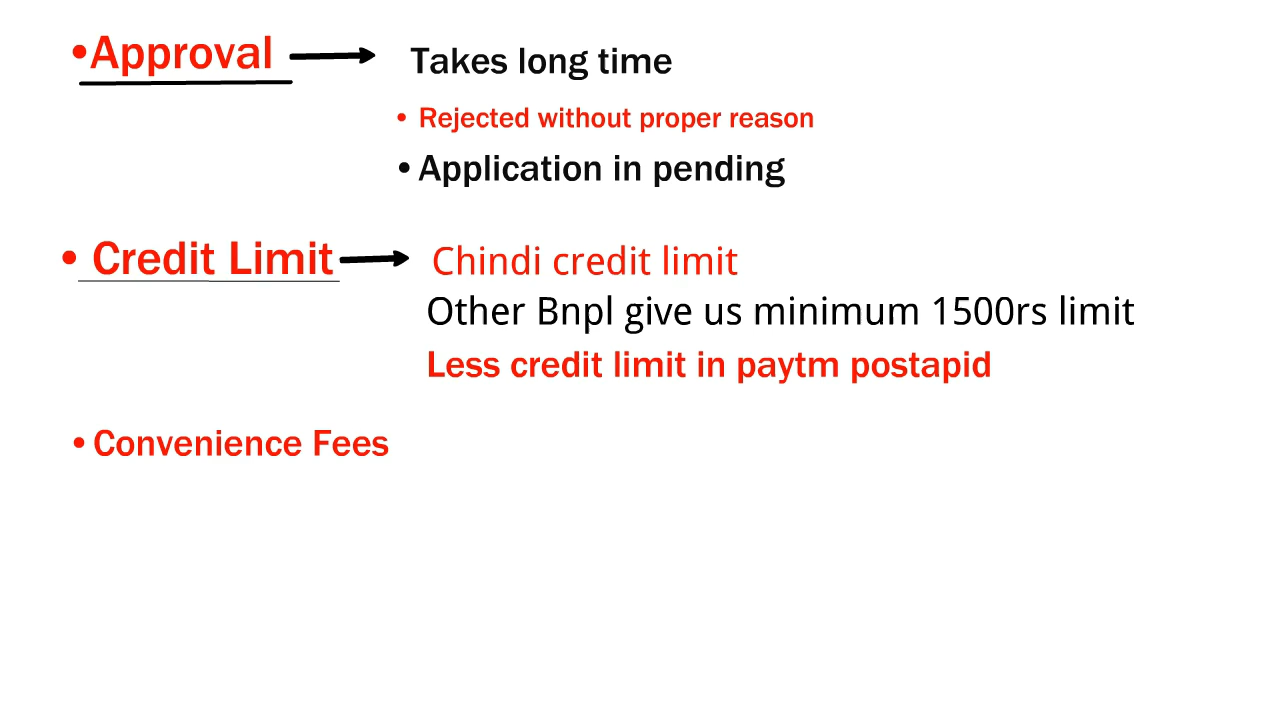 •Approval
Takes long time
• Rejected without proper reason
• Application in pending
• Credit Limit
Chindi credit limit
Other Bnpl give us minimum 1500rs limit
Less credit limit in paytm postapid
• Convenience Fees